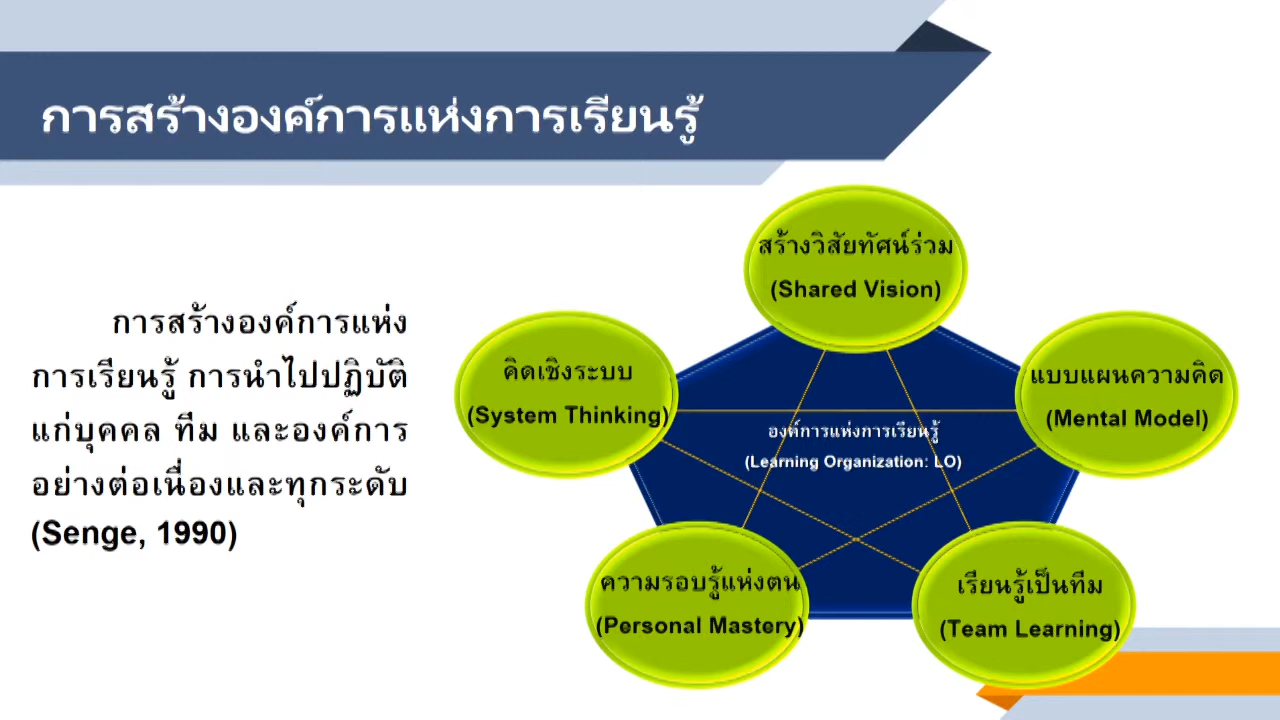 การสร้างองค์การแห่งการเรียนรู้
การสร้างองค์การแห่ง
การเรียนรู้ การนำไปปฏิบัติ
แก่บุคคล ทีม และองค์การ
อย่างต่อเนื่องและทุกระดับ
(Senge, 1990)
สร้างวิสัยทัศน์ร่วม
(Shared Vision)
คิดเชิงระบบ
(System Thinking)
แบบแผนความคิด
(Mental Model)
องค์การแห่งการเรียนรู้
(Learning Organization: LO)
ความรอบรู้แห่งตน
(Personal Mastery)
เรียนรู้เป็นทีม
(Team Learning)